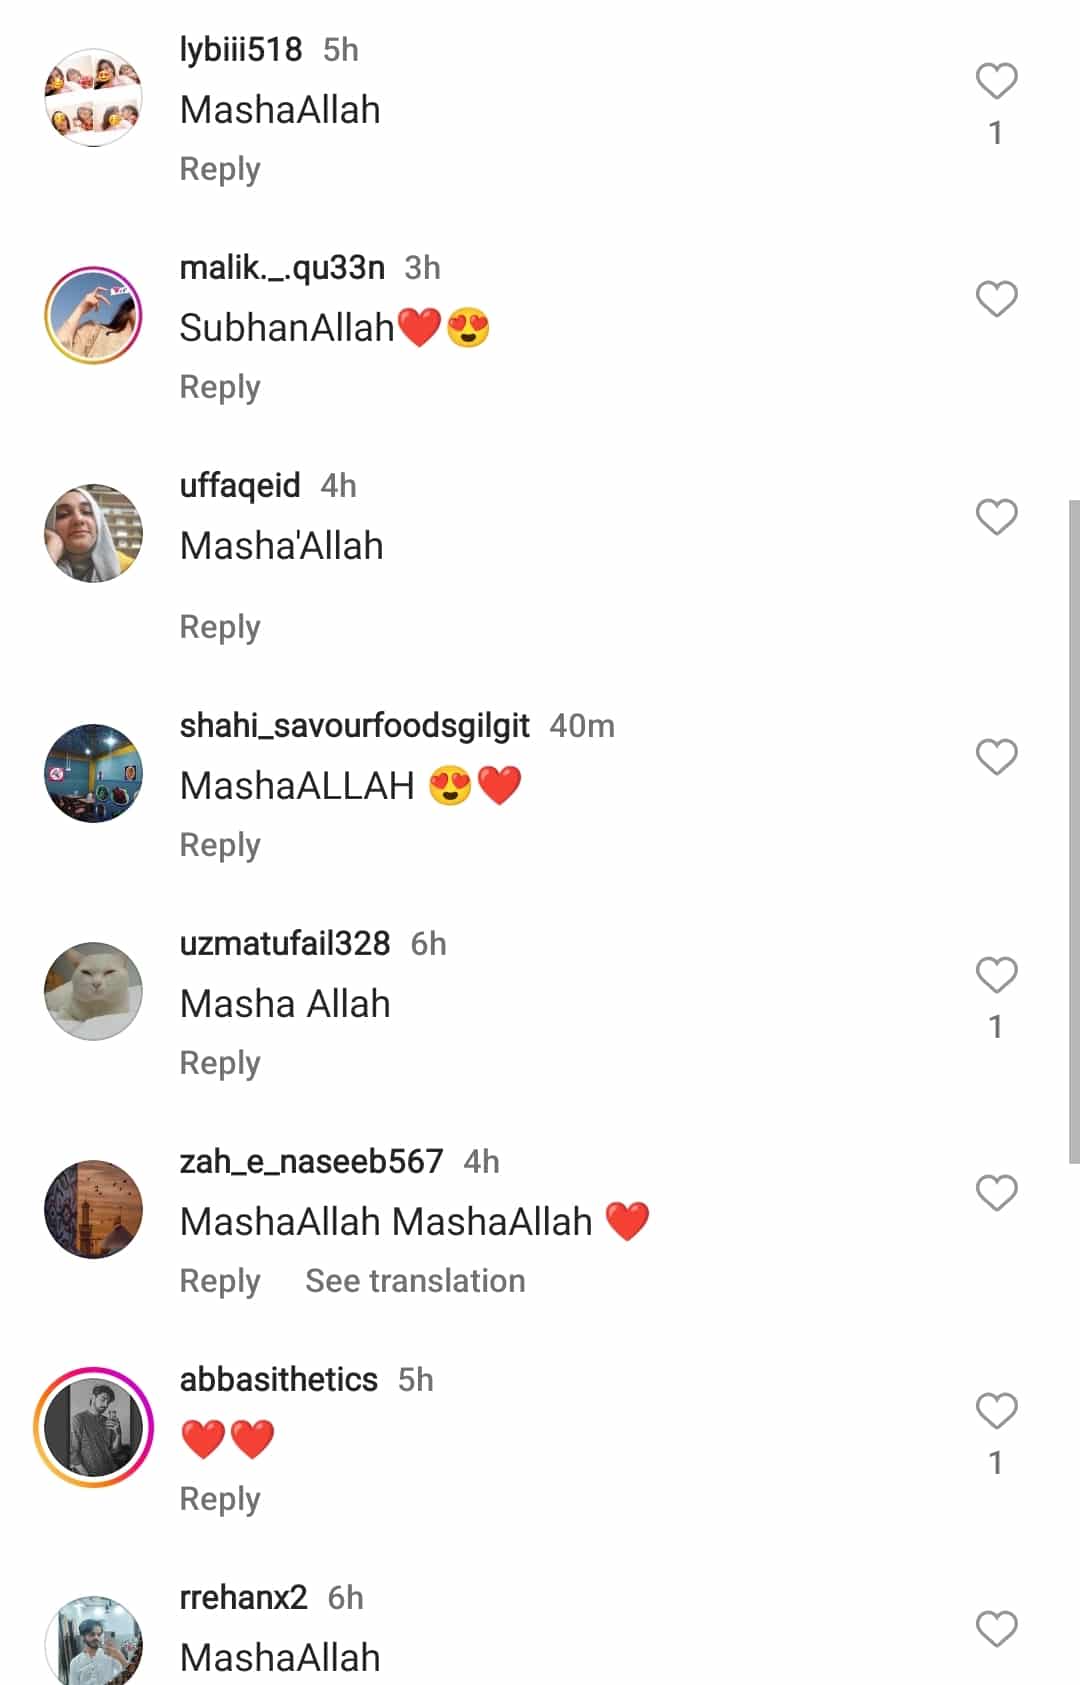 lybiii518 5h
MashaAllah
1
Reply
malik._.qu33n 3h
SubhanAllah❤️😍
Reply
uffaqeid 4h
Masha'Allah
Reply
shahi_savourfoodsgilgit 40m
MashaALLAH 😍❤️
Reply
uzmatufail328 6h
Masha Allah
1
Reply
zah_e_naseeb567 4h
MashaAllah MashaAllah ❤️
Reply See translation
abbasithetics 5h
❤️❤️
1
Reply
rrehanx2 6h
MashaAllah